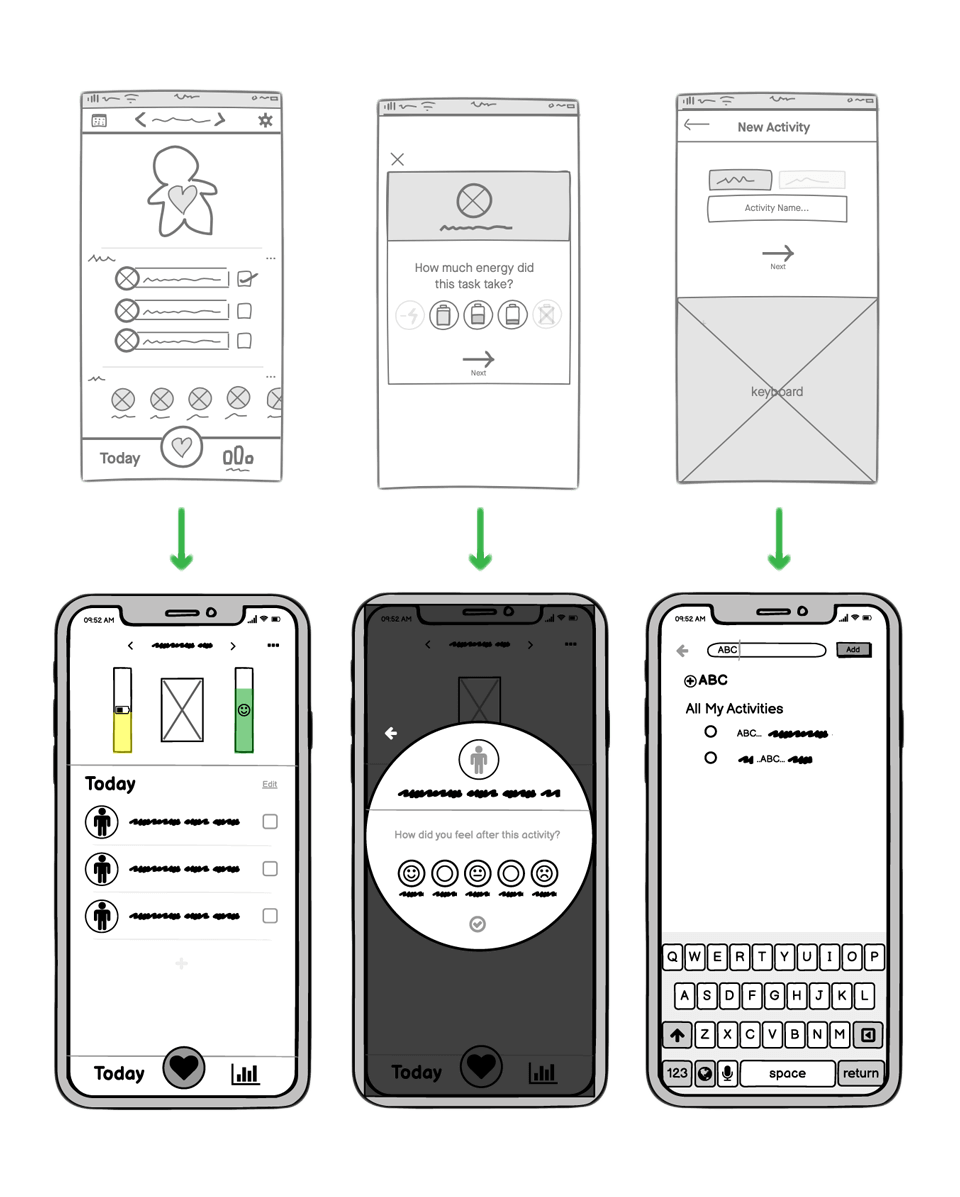 New Activity
Activity Name...
Next
keyboard
How much energy did
this task take?
Next
Today
09:52 AM
Today
Edit
Today
09:52 AM
How did you feel after this activity?
Today
09:52 AM
ABC
Add
ABC
All My Activities
ABC...
..ABC...
Q W E R T Y U I O P
A S D F G H J K L
Z X C V B N M
123
space
return